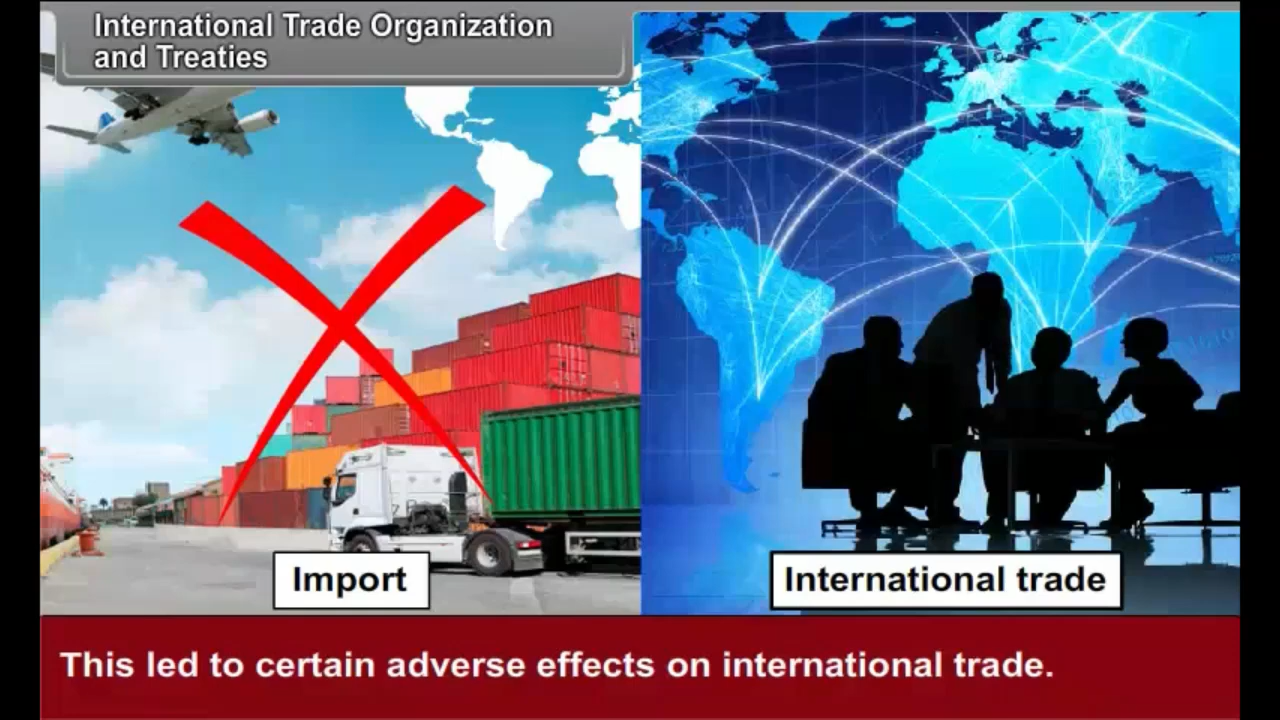 International Trade Organization
and Treaties
Import
International trade
This led to certain adverse effects on international trade.